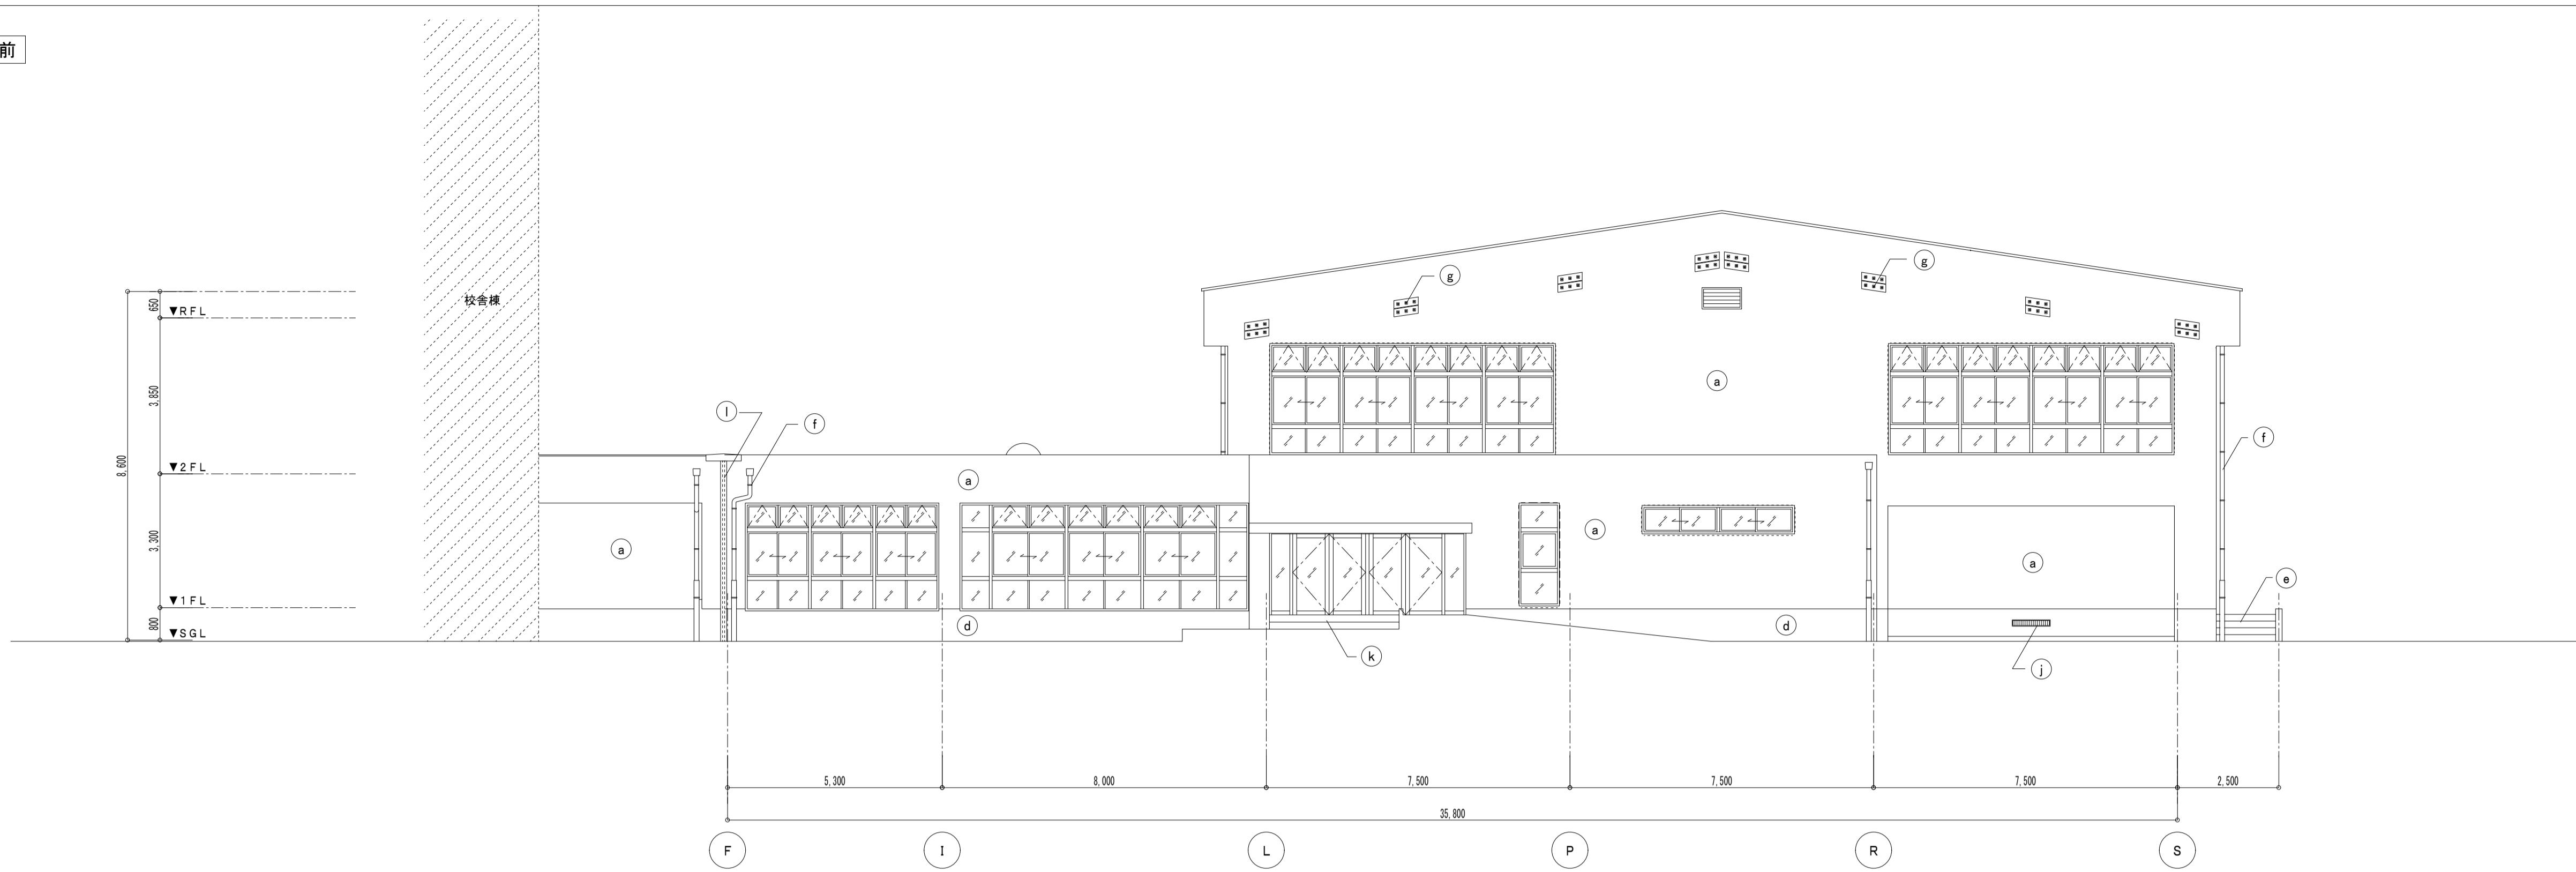 前
校舎棟
650
▼RFL
3,850
8,600
▼2FL
3,300
▼1FL
800
▼SGL
g
g
g
a
l
f
f
a
a
a
a
e
d
d
k
j
5,300
8,000
7,500
7,500
7,500
2,500
35,800
F
I
L
P
R
S